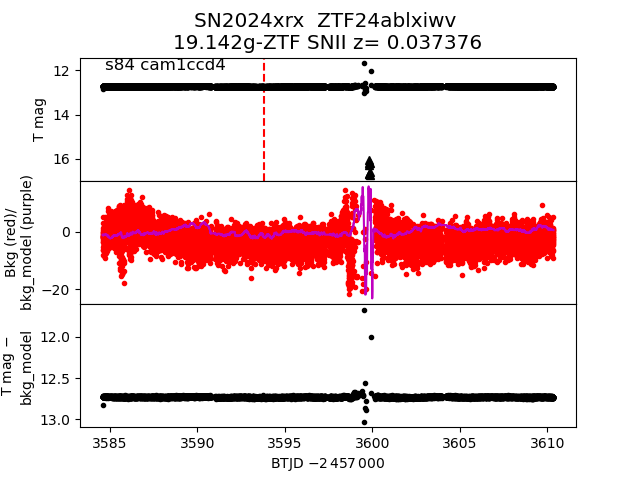 SN2024xrx  ZTF24ablxiwv
19.142g-ZTF SNII z= 0.037376
s84 cam1ccd4
12
14
16
T mag
0
−20
Bkg (red)/
bkg_model (purple)
12.0
12.5
13.0
T mag −
bkg_model
3585
3590
3595
3600
3605
3610
BTJD −2 457 000